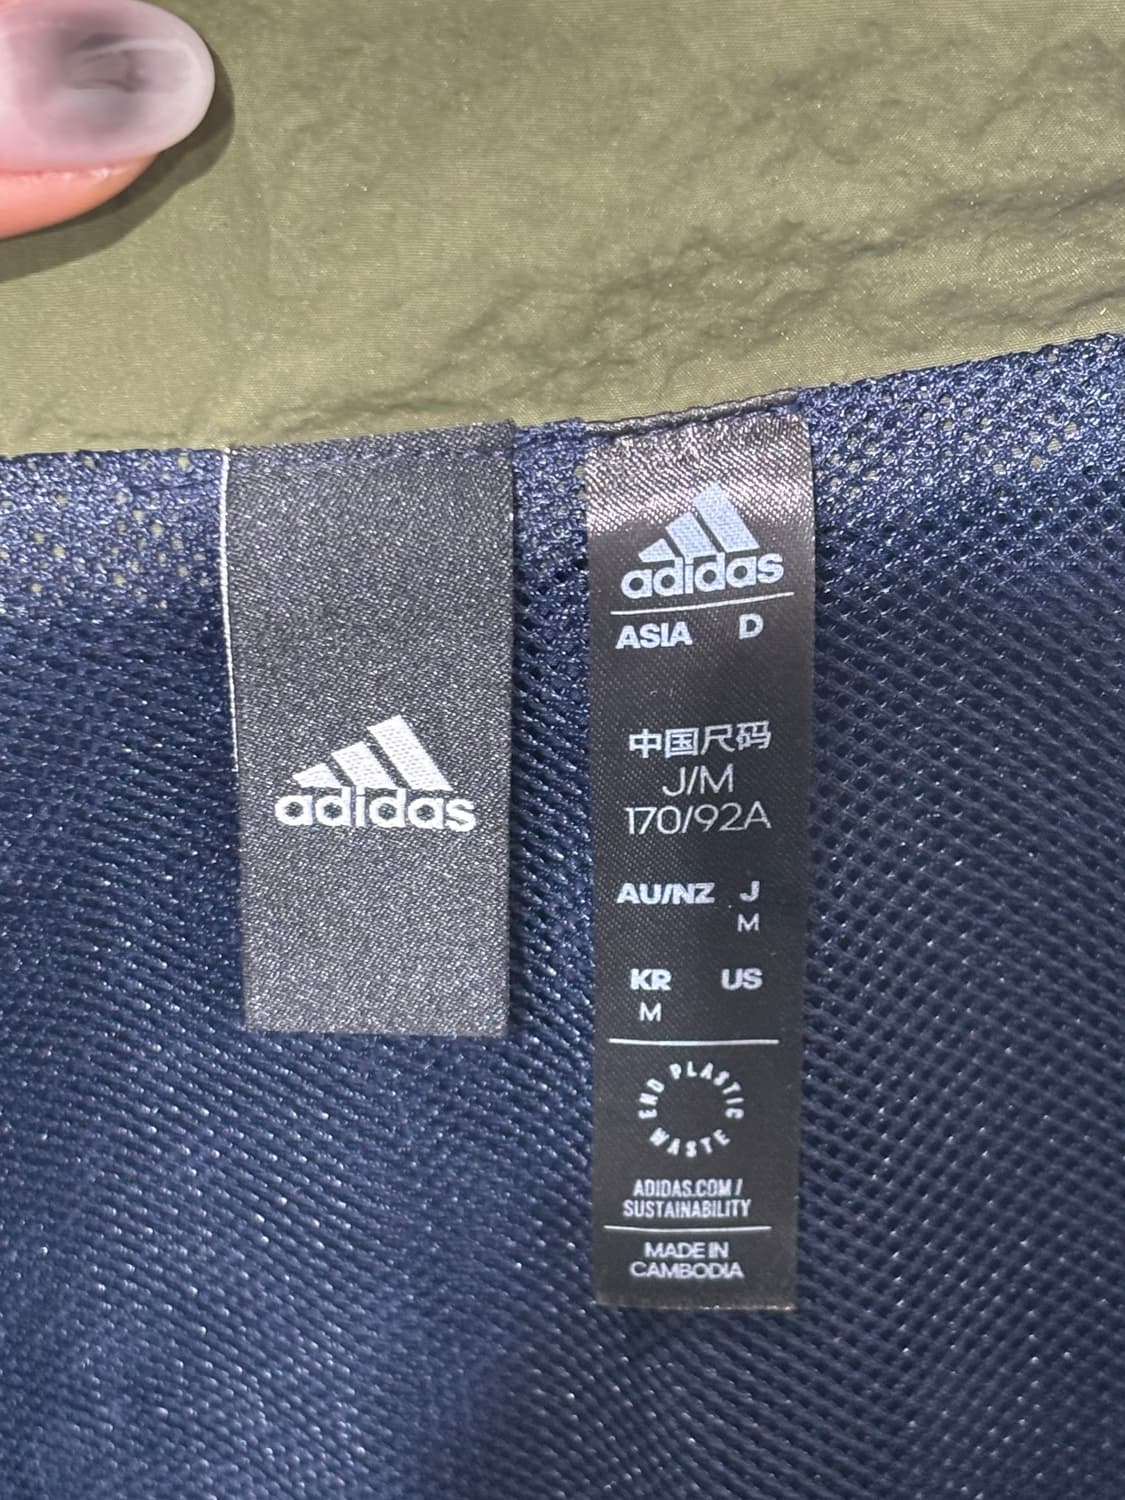 adidas
adidas
ASIA D
中国尺码
J/M
170/92A
AU/NZ J
M
KR US
M
END PLASTIC WASTE
ADIDAS.COM/
SUSTAINABILITY
MADE IN
CAMBODIA